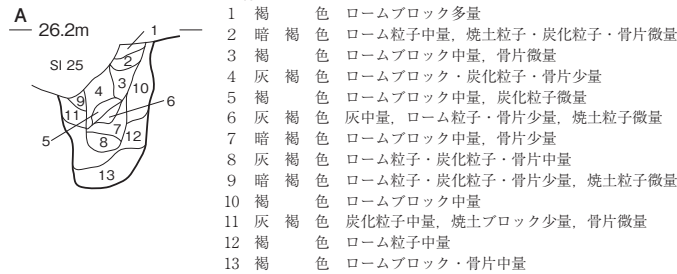 A
26.2m
1
2
SI 25
3
10
4
9
6
11
5
7
12
8
13
1 褐 色 ロームブロック多量
2 暗 褐 色 ローム粒子中量，焼土粒子・炭化粒子・骨片微量
3 褐 色 ロームブロック中量，骨片微量
4 灰 褐 色 ロームブロック・炭化粒子・骨片少量
5 褐 色 ロームブロック中量，炭化粒子微量
6 灰 褐 色 灰中量，ローム粒子・骨片少量，焼土粒子微量
7 暗 褐 色 ロームブロック中量，骨片少量
8 灰 褐 色 ローム粒子・炭化粒子・骨片中量
9 暗 褐 色 ローム粒子・炭化粒子・骨片少量，焼土粒子微量
10 褐 色 ロームブロック中量
11 灰 褐 色 炭化粒子中量，焼土ブロック少量，骨片微量
12 褐 色 ローム粒子中量
13 褐 色 ロームブロック・骨片中量